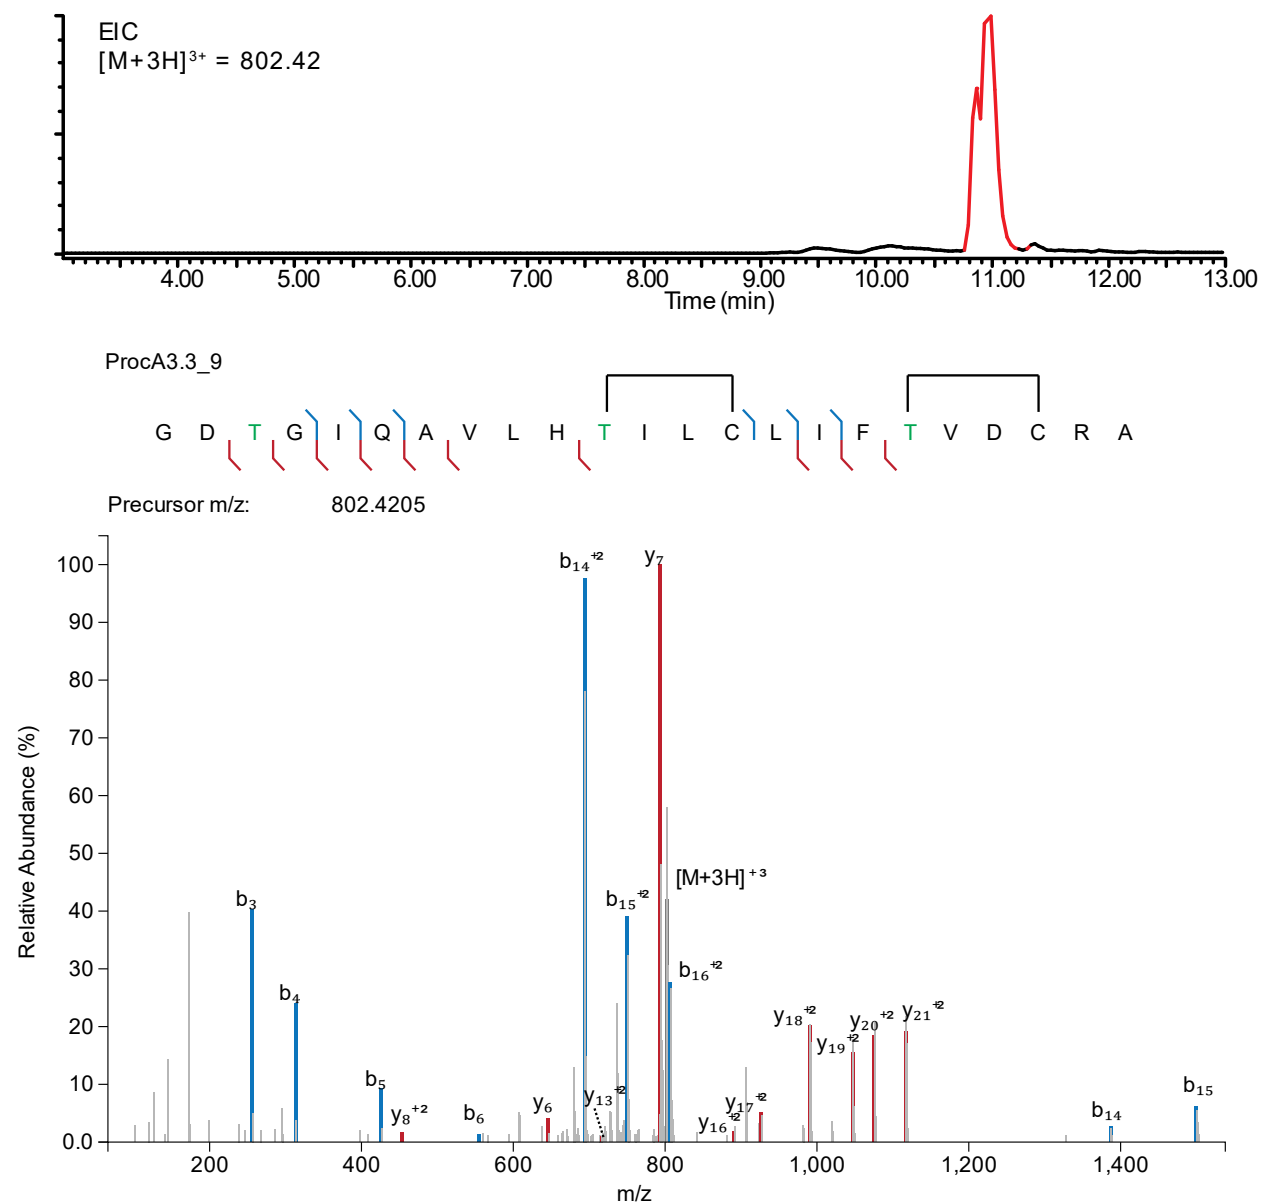 EIC
[M+3H]³⁺ = 802.42
4.00 5.00 6.00 7.00 8.00 9.00 10.00 11.00 12.00 13.00
Time (min)
ProcA3.3_9
G D T G I Q A V L H T I L C L I F T V D C R A
Precursor m/z: 802.4205
100
90
80
70
60
50
40
30
20
10
0.0
Relative Abundance (%)
b₁₄⁺²
y₇
[M+3H]⁺³
b₃
b₁₅⁺²
b₄
b₁₆⁺²
y₁₈⁺²
y₁₉⁺²
y₂₀⁺²
y₂₁⁺²
b₅
y₈⁺²
b₆
y₆
y₁₃⁺²
y₁₆⁺²
y₁₇⁺²
b₁₄
b₁₅
200 400 600 800 1,000 1,200 1,400
m/z